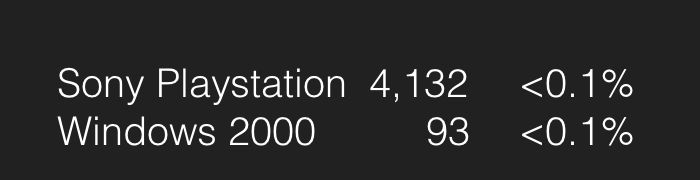 Sony Playstation 4,132 <0.1%
Windows 2000 93 <0.1%